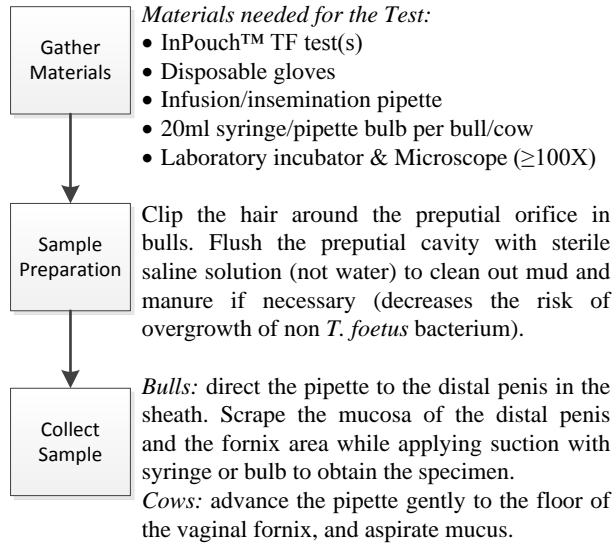 Gather
Materials
Materials needed for the Test:
• InPouch™ TF test(s)
• Disposable gloves
• Infusion/insemination pipette
• 20ml syringe/pipette bulb per bull/cow
• Laboratory incubator & Microscope (≥100X)
Sample
Preparation
Clip the hair around the preputial orifice in
bulls. Flush the preputial cavity with sterile
saline solution (not water) to clean out mud and
manure if necessary (decreases the risk of
overgrowth of non T. foetus bacterium).
Collect
Sample
Bulls: direct the pipette to the distal penis in the
sheath. Scrape the mucosa of the distal penis
and the fornix area while applying suction with
syringe or bulb to obtain the specimen.
Cows: advance the pipette gently to the floor of
the vaginal fornix, and aspirate mucus.